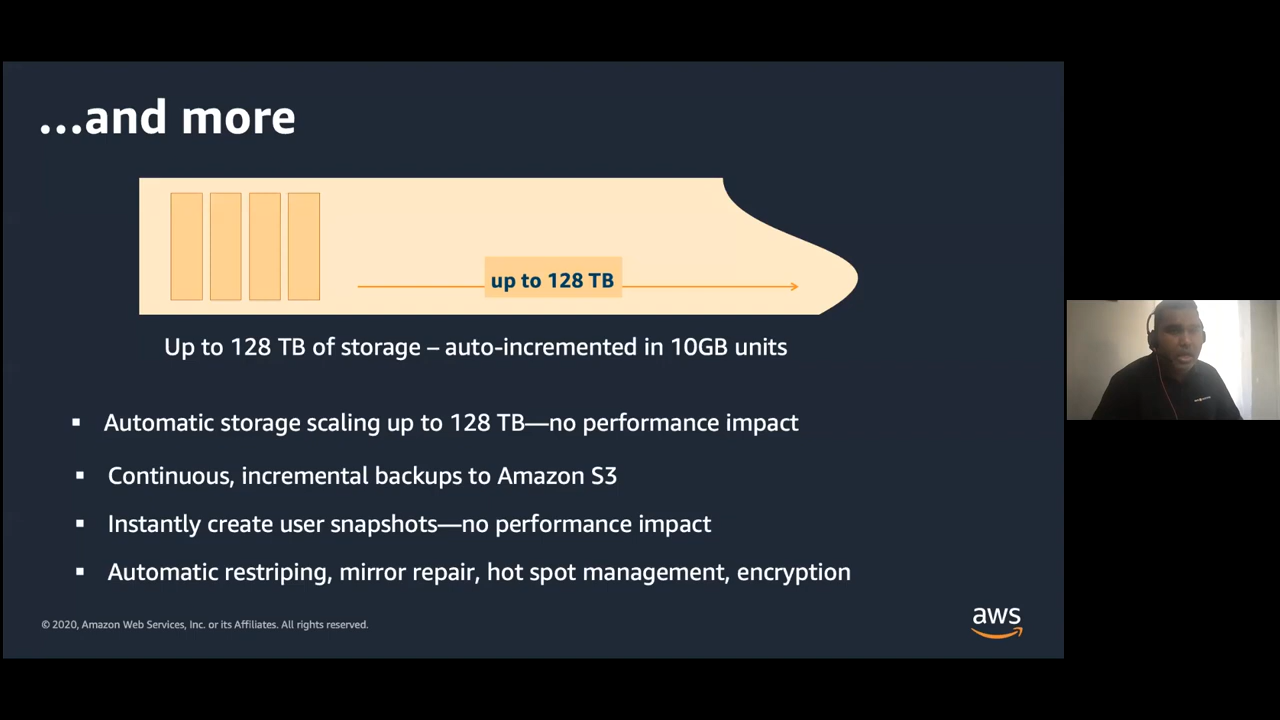 ...and more
up to 128 TB
Up to 128 TB of storage – auto-incremented in 10GB units
▪ Automatic storage scaling up to 128 TB—no performance impact
▪ Continuous, incremental backups to Amazon S3
▪ Instantly create user snapshots—no performance impact
▪ Automatic restriping, mirror repair, hot spot management, encryption
© 2020, Amazon Web Services, Inc. or its Affiliates. All rights reserved.
aws